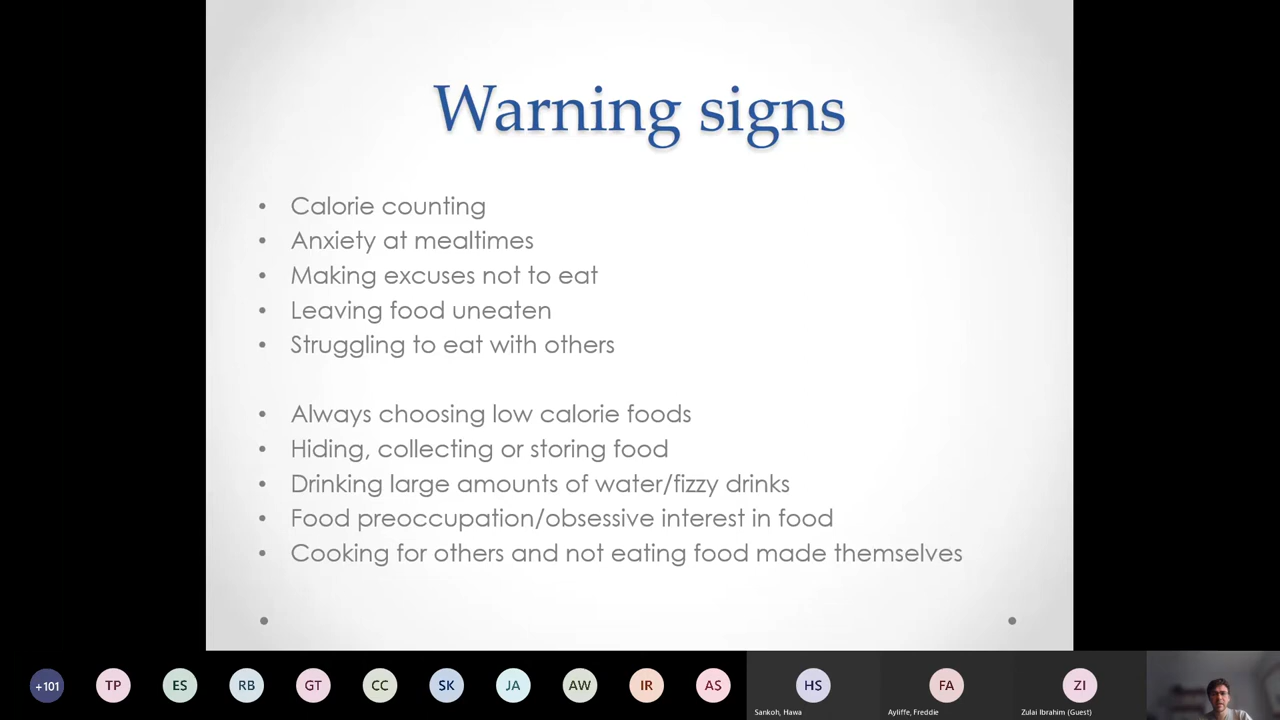 Warning signs
• Calorie counting
• Anxiety at mealtimes
• Making excuses not to eat
• Leaving food uneaten
• Struggling to eat with others
• Always choosing low calorie foods
• Hiding, collecting or storing food
• Drinking large amounts of water/fizzy drinks
• Food preoccupation/obsessive interest in food
• Cooking for others and not eating food made themselves
+101 TP ES RB GT CC SK JA AW IR AS HS FA ZI
Sankoh, Hawa Ayliffe, Freddie Zulai Ibrahim (Guest)